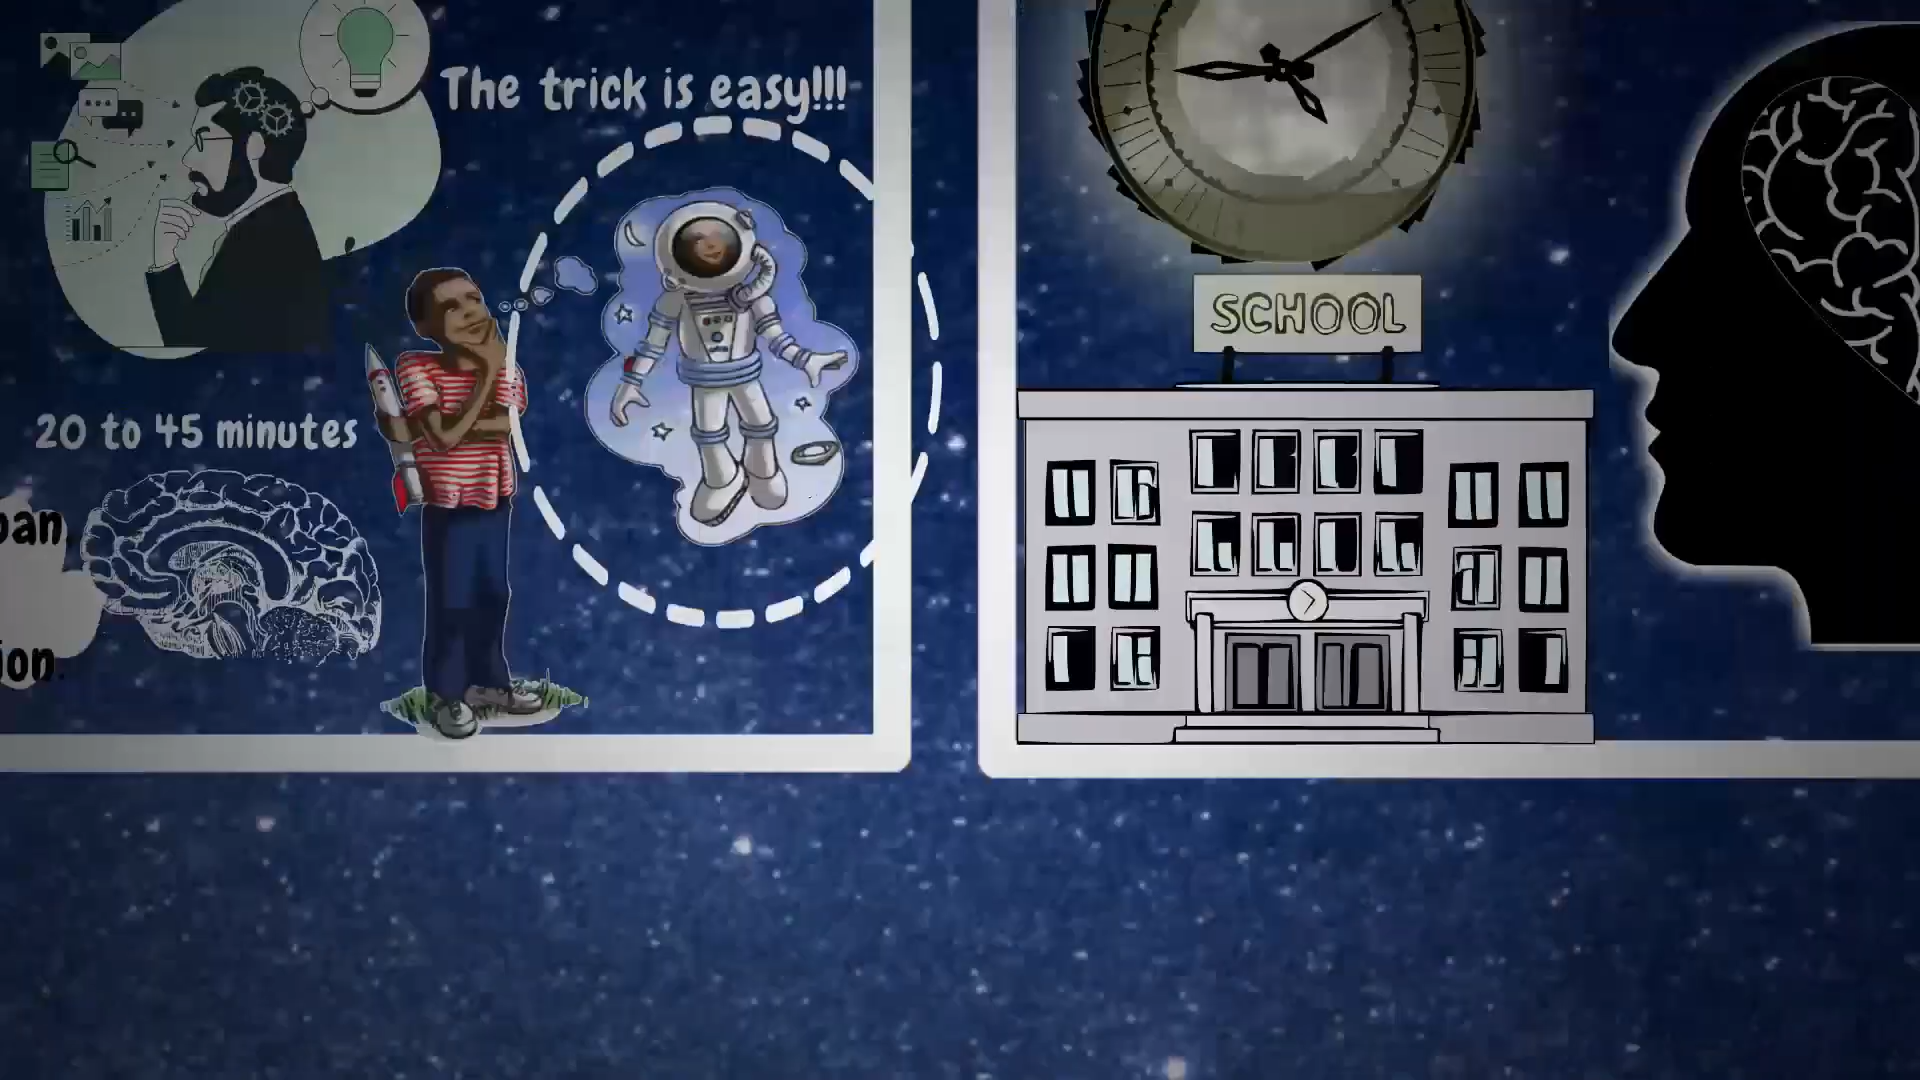 The trick is easy!!!
20 to 45 minutes
pan,
ion.
SCHOOL